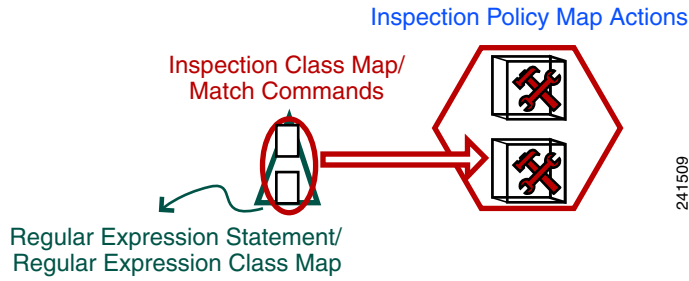 Inspection Policy Map Actions
Inspection Class Map/
Match Commands
241509
Regular Expression Statement/
Regular Expression Class Map